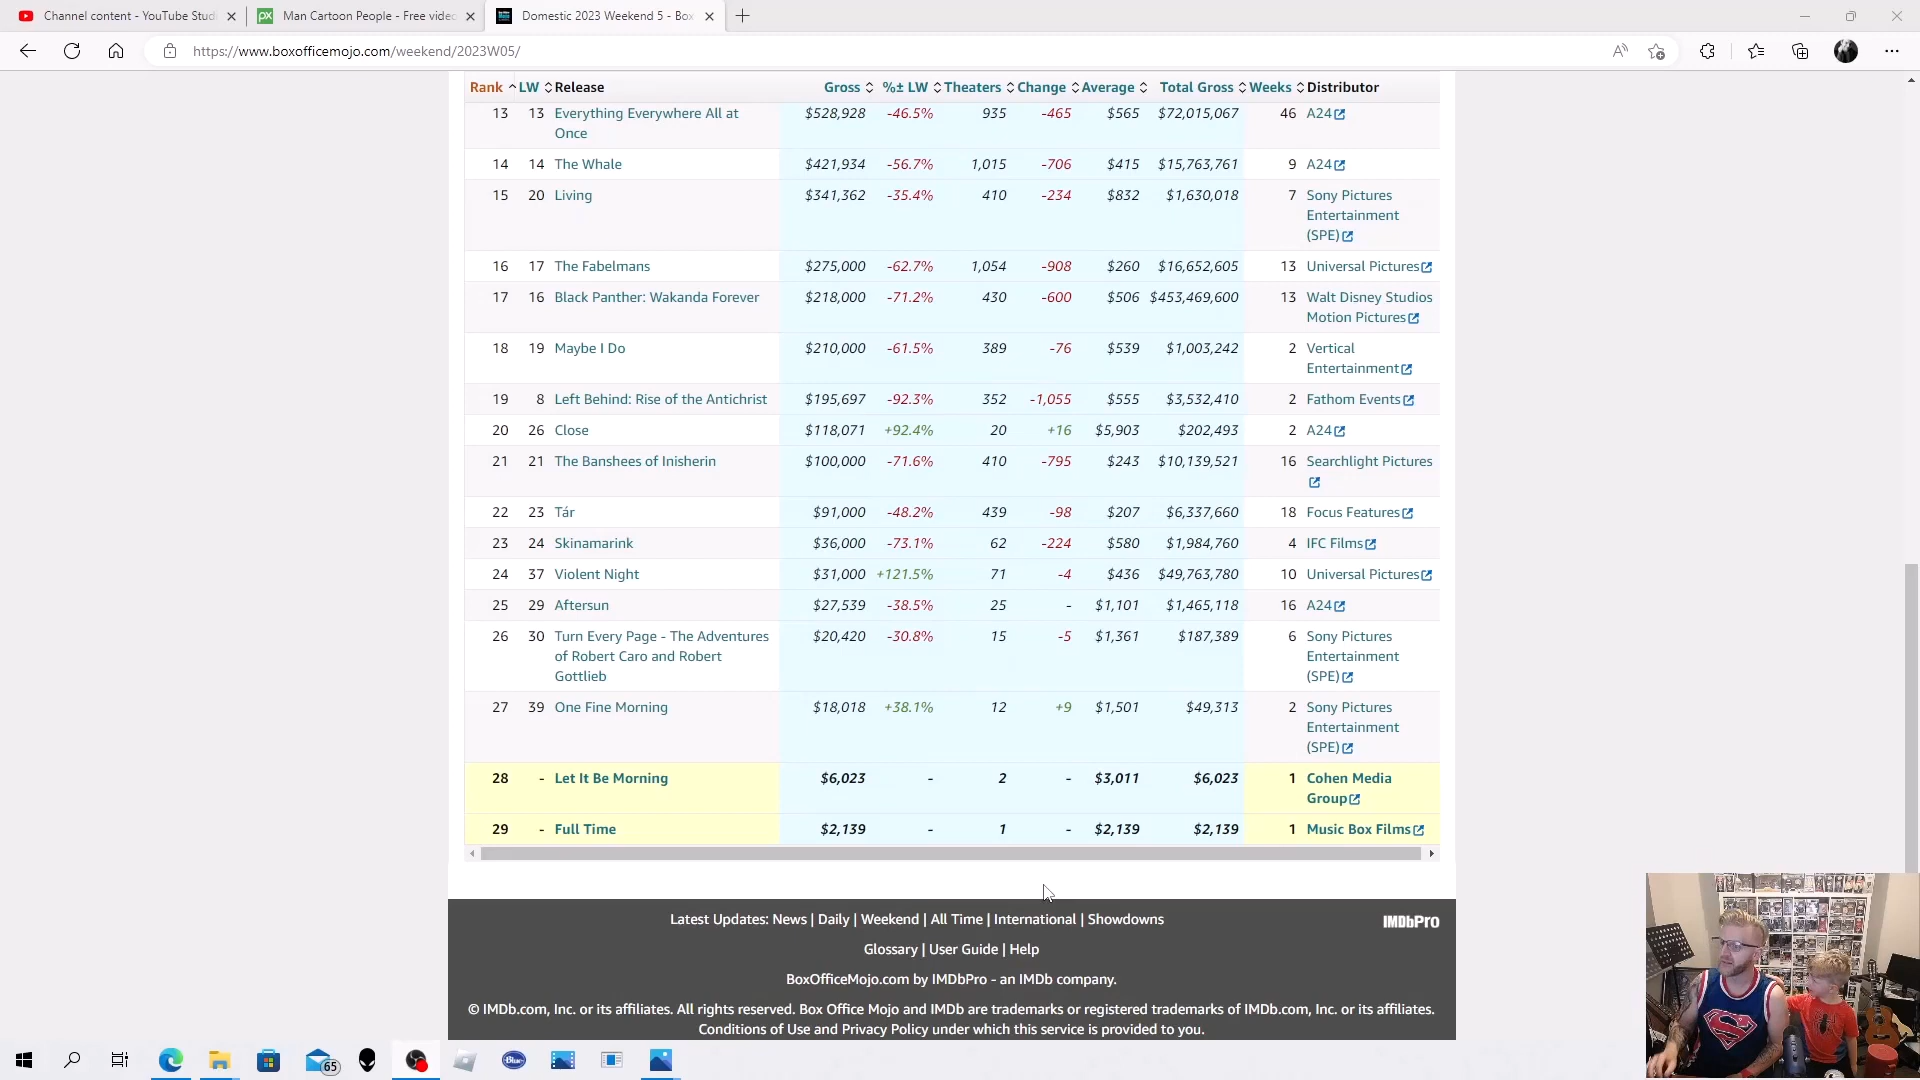 Channel content - YouTube Stud
Man Cartoon People - Free video
Domestic 2023 Weekend 5 - Box
https://www.boxofficemojo.com/weekend/2023W05/
Rank LW Release Gross %± LW Theaters Change Average Total Gross Weeks Distributor
13 13 Everything Everywhere All at $528,928 -46.5% 935 -465 $565 $72,015,067 46 A24
Once
14 14 The Whale $421,934 -56.7% 1,015 -706 $415 $15,763,761 9 A24
15 20 Living $341,362 -35.4% 410 -234 $832 $1,630,018 7 Sony Pictures
Entertainment
(SPE)
16 17 The Fabelmans $275,000 -62.7% 1,054 -908 $260 $16,652,605 13 Universal Pictures
17 16 Black Panther: Wakanda Forever $218,000 -71.2% 430 -600 $506 $453,469,600 13 Walt Disney Studios
Motion Pictures
18 19 Maybe I Do $210,000 -61.5% 389 -76 $539 $1,003,242 2 Vertical
Entertainment
19 8 Left Behind: Rise of the Antichrist $195,697 -92.3% 352 -1,055 $555 $3,532,410 2 Fathom Events
20 26 Close $118,071 +92.4% 20 +16 $5,903 $202,493 2 A24
21 21 The Banshees of Inisherin $100,000 -71.6% 410 -795 $243 $10,139,521 16 Searchlight Pictures
22 23 Tár $91,000 -48.2% 439 -98 $207 $6,337,660 18 Focus Features
23 24 Skinamarink $36,000 -73.1% 62 -224 $580 $1,984,760 4 IFC Films
24 37 Violent Night $31,000 +121.5% 71 -4 $436 $49,763,780 10 Universal Pictures
25 29 Aftersun $27,539 -38.5% 25 - $1,101 $1,465,118 16 A24
26 30 Turn Every Page - The Adventures $20,420 -30.8% 15 -5 $1,361 $187,389 6 Sony Pictures
of Robert Caro and Robert Entertainment
Gottlieb (SPE)
27 39 One Fine Morning $18,018 +38.1% 12 +9 $1,501 $49,313 2 Sony Pictures
Entertainment
(SPE)
28 - Let It Be Morning $6,023 - 2 - $3,011 $6,023 1 Cohen Media
Group
29 - Full Time $2,139 - 1 - $2,139 $2,139 1 Music Box Films
Latest Updates: News | Daily | Weekend | All Time | International | Showdowns
IMDbPro
Glossary | User Guide | Help
BoxOfficeMojo.com by IMDbPro - an IMDb company.
© IMDb.com, Inc. or its affiliates. All rights reserved. Box Office Mojo and IMDb are trademarks or registered trademarks of IMDb.com, Inc. or its affiliates.
Conditions of Use and Privacy Policy under which this service is provided to you.
65